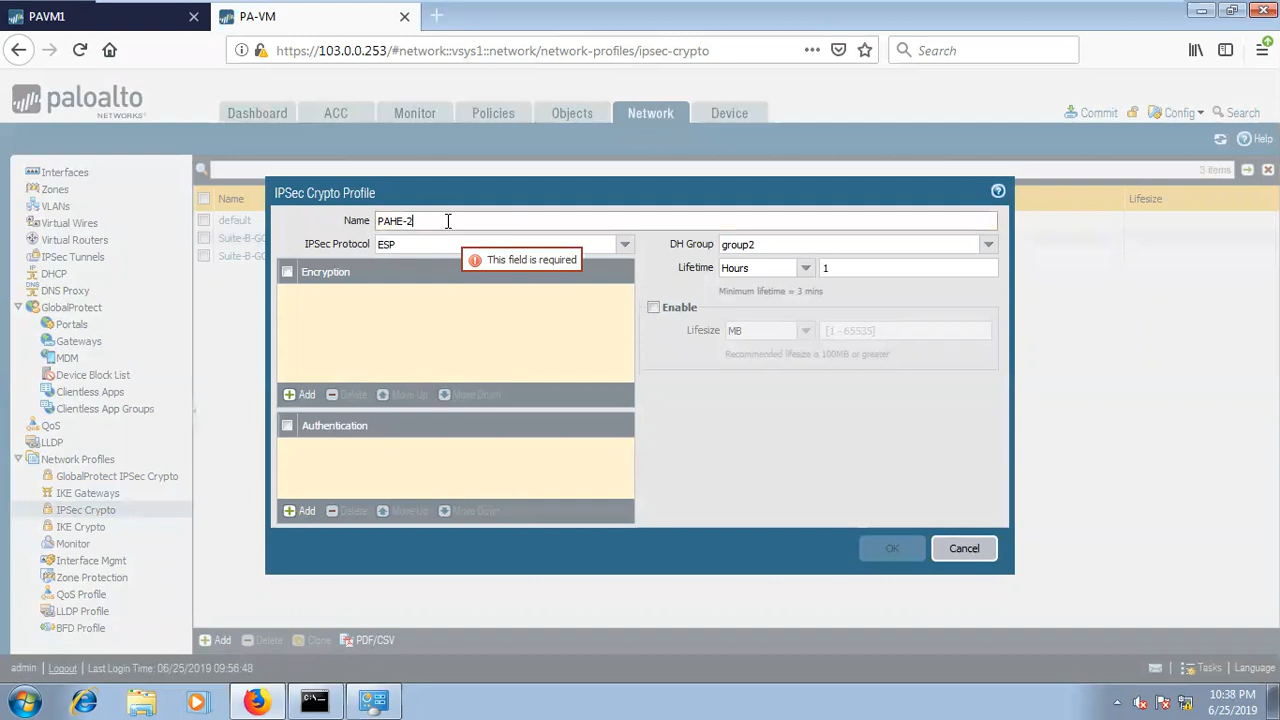 PAVM1
PA-VM
https://103.0.0.253/#network::vsys1::network/network-profiles/ipsec-crypto
Search
paloalto
NETWORKS
Dashboard
ACC
Monitor
Policies
Objects
Network
Device
Commit
Config
Search
Help
Interfaces
Zones
VLANs
Virtual Wires
Virtual Routers
IPSec Tunnels
DHCP
DNS Proxy
GlobalProtect
Portals
Gateways
MDM
Device Block List
Clientless Apps
Clientless App Groups
QoS
LLDP
Network Profiles
GlobalProtect IPSec Crypto
IKE Gateways
IPSec Crypto
IKE Crypto
Monitor
Interface Mgmt
Zone Protection
QoS Profile
LLDP Profile
BFD Profile
3 items
Name
Lifesize
default
Suite-B-GC
Suite-B-GC
IPSec Crypto Profile
Name PAHE-2
IPSec Protocol ESP
This field is required
Encryption
Add Delete Move Up Move Down
Authentication
Add Delete Move Up Move Down
DH Group group2
Lifetime Hours 1
Minimum lifetime = 3 mins
Enable
Lifesize MB [1 - 65535]
Recommended lifesize is 100MB or greater
OK
Cancel
Add Delete Clone PDF/CSV
admin | Logout | Last Login Time: 06/25/2019 09:56:48
Tasks | Language
10:38 PM
6/25/2019